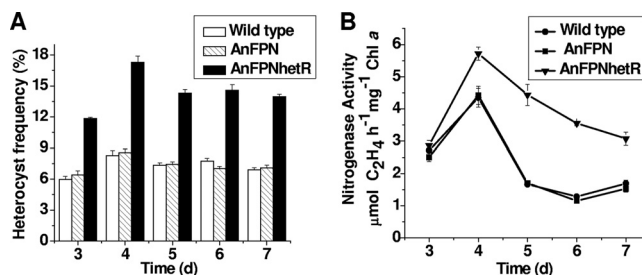 A
Heterocyst frequency (%)
18
15
12
9
6
3
0
3 4 5 6 7
Time (d)
Wild type
AnFPN
AnFPNhetR
B
Nitrogenase Activity
μmol C₂H₄ h⁻¹mg⁻¹ Chl a
7
6
5
4
3
2
1
0
3 4 5 6 7
Time (d)
Wild type
AnFPN
AnFPNhetR